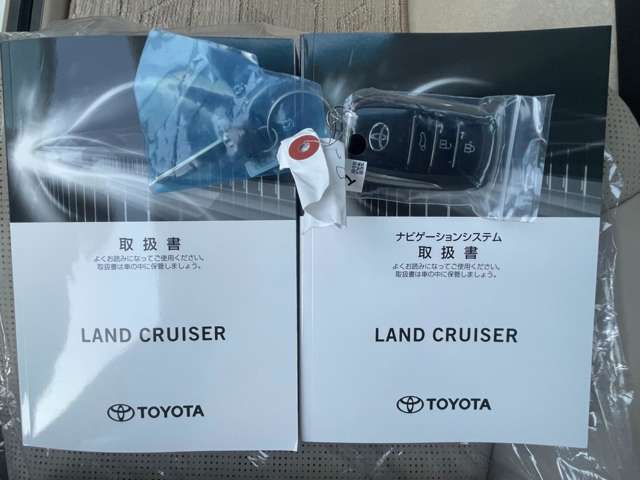 取扱書
よくお読みになってご使用ください。
取扱書は車の中に保管しましょう。
LAND CRUISER
TOYOTA
ナビゲーションシステム
取扱書
よくお読みになってご使用ください。
取扱書は車の中に保管しましょう。
LAND CRUISER
TOYOTA